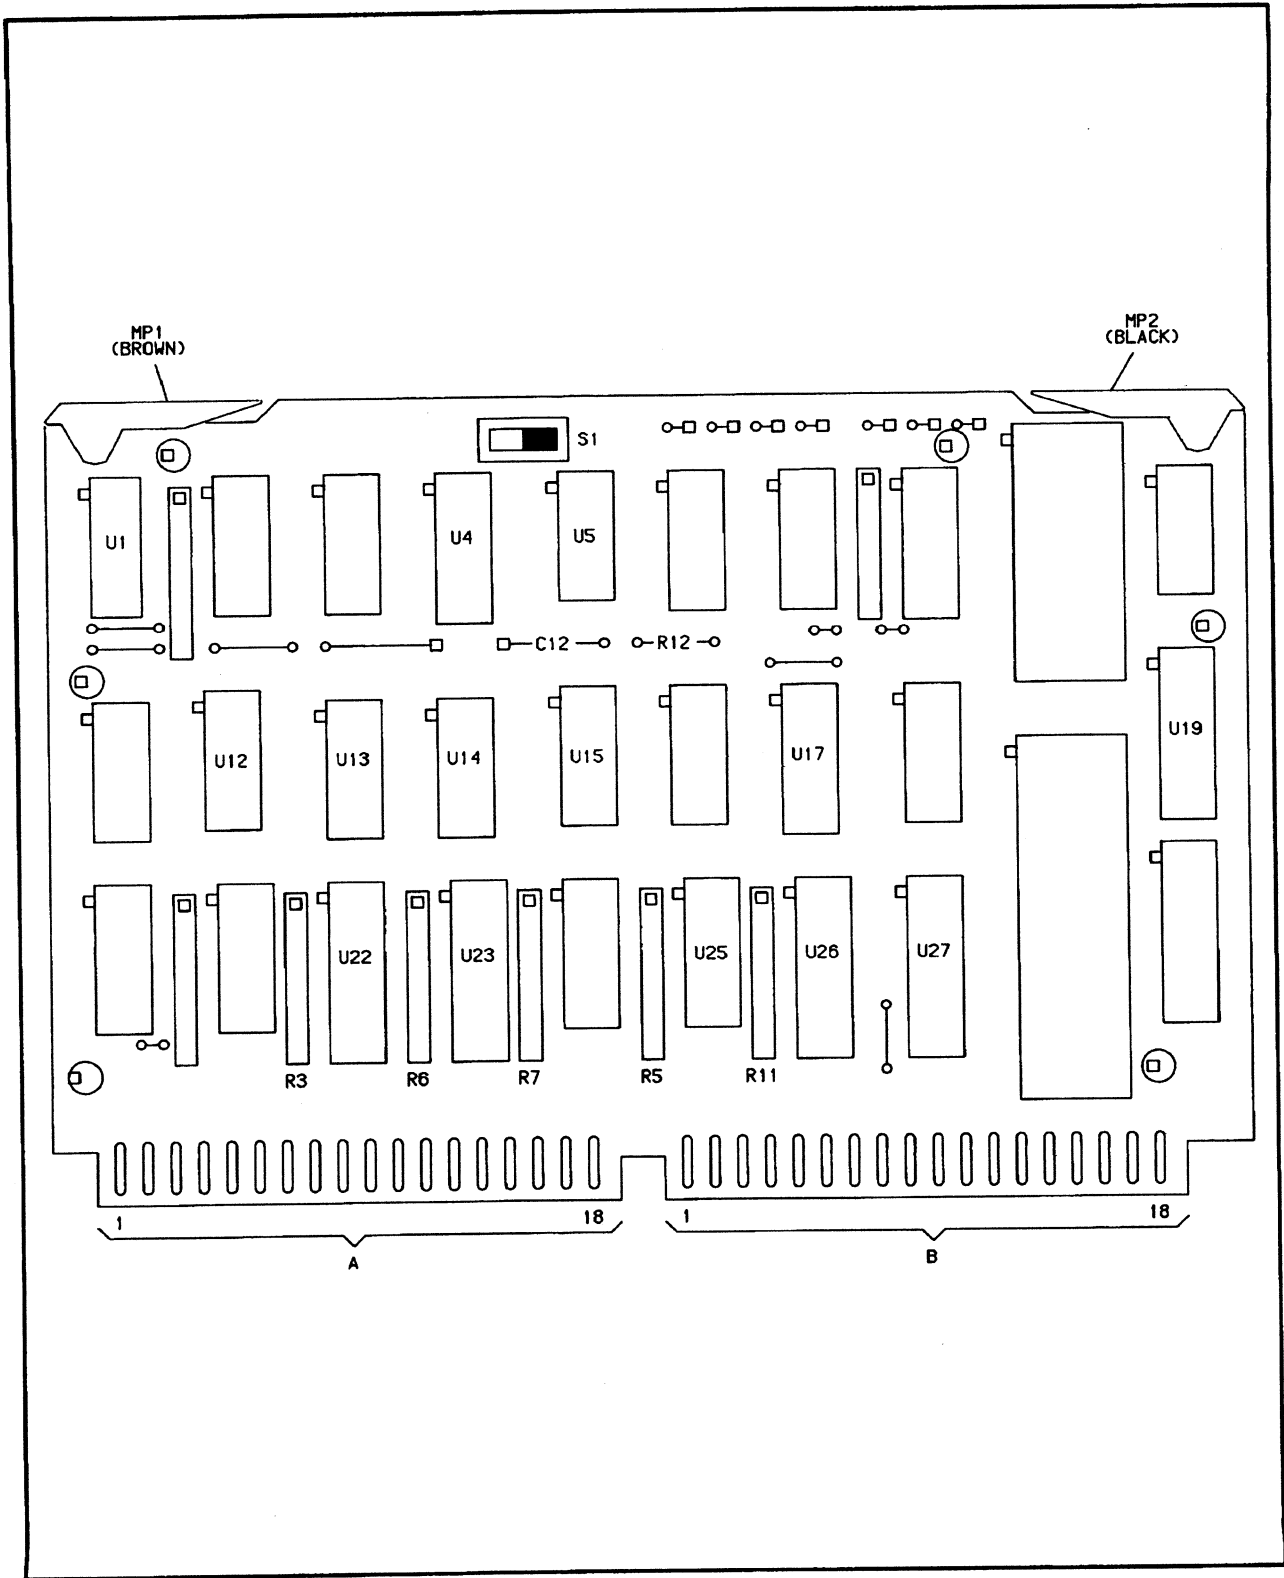 MP1
(BROWN)
MP2
(BLACK)
S1
U1
U4
U5
C12
R12
U12
U13
U14
U15
U17
U19
U22
U23
U25
U26
U27
R3
R6
R7
R5
R11
1
18
1
18
A
B